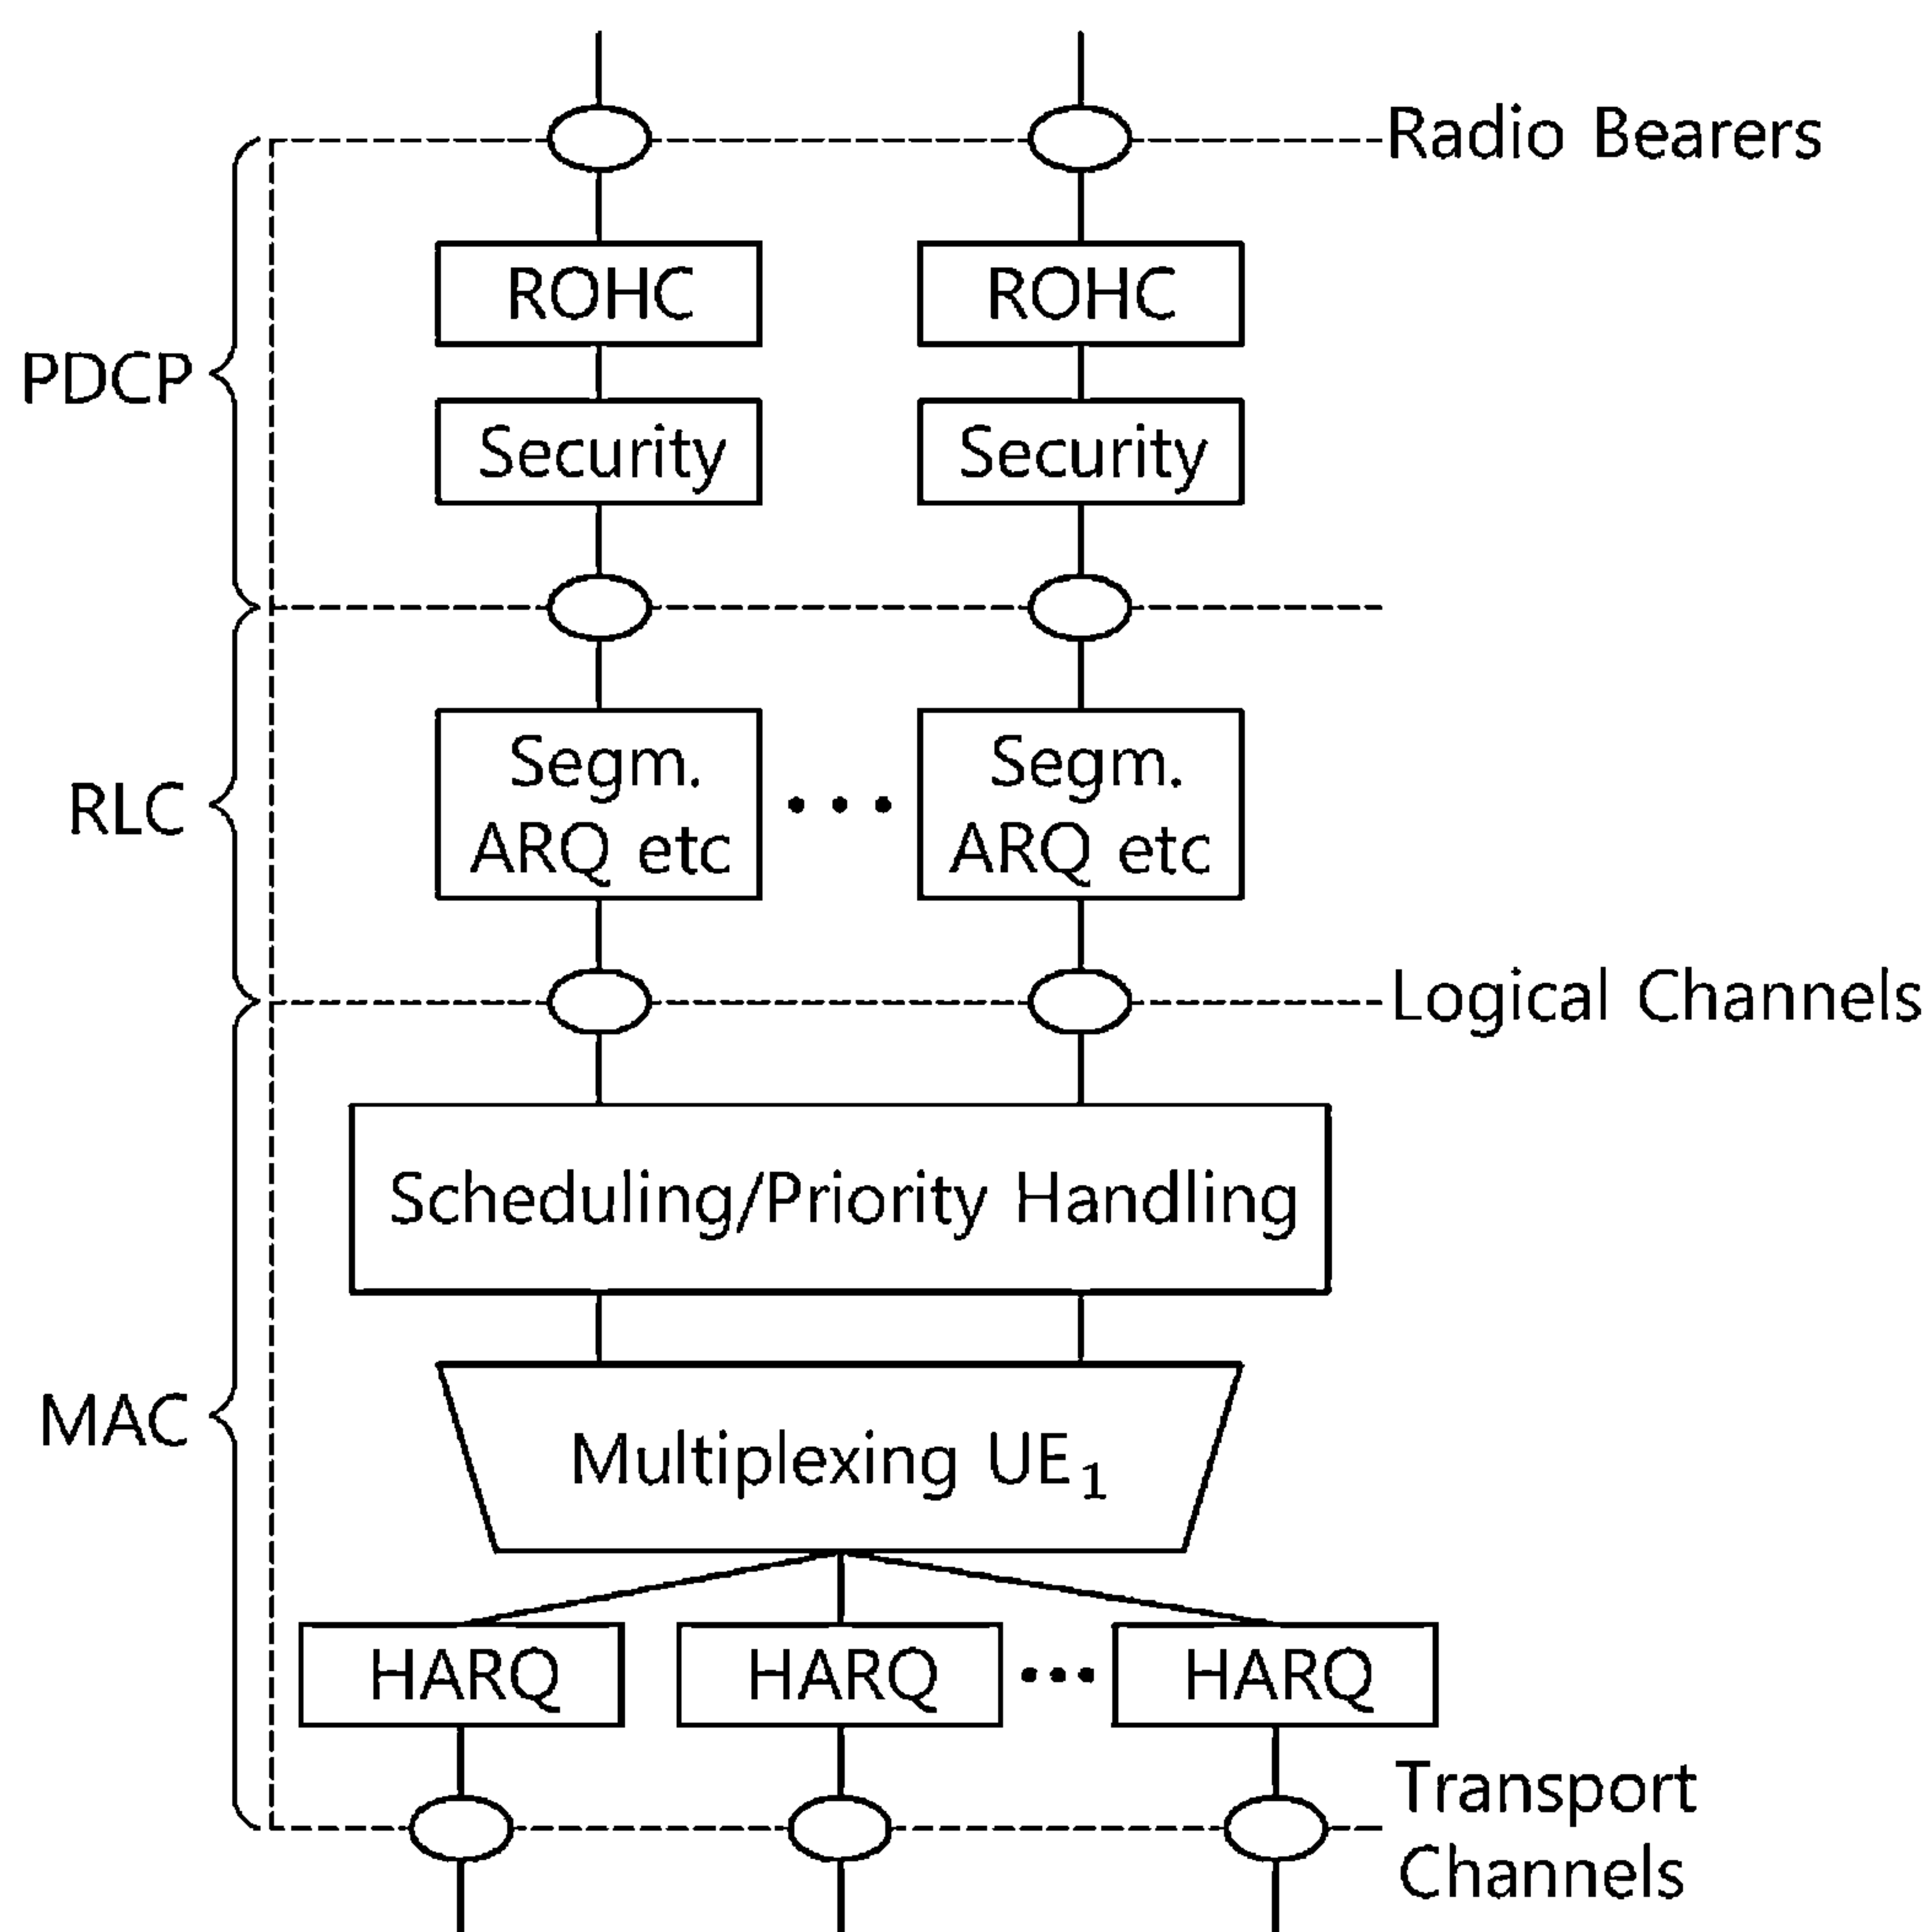 Radio Bearers
ROHC
ROHC
PDCP
Security
Security
Segm.
ARQ etc
Segm.
ARQ etc
RLC
Logical Channels
Scheduling/Priority Handling
MAC
Multiplexing UE₁
HARQ
HARQ
HARQ
Transport
Channels